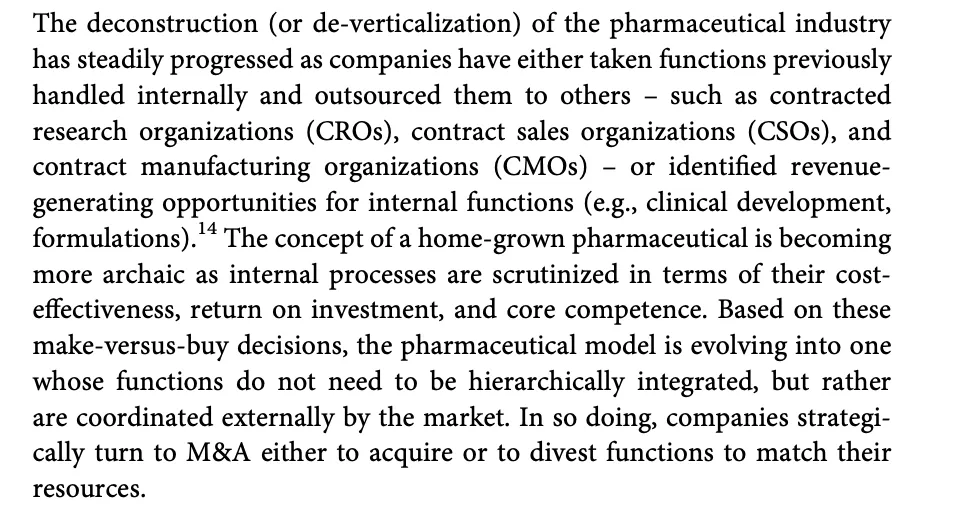 The deconstruction (or de-verticalization) of the pharmaceutical industry
has steadily progressed as companies have either taken functions previously
handled internally and outsourced them to others – such as contracted
research organizations (CROs), contract sales organizations (CSOs), and
contract manufacturing organizations (CMOs) – or identified revenue-
generating opportunities for internal functions (e.g., clinical development,
formulations).14 The concept of a home-grown pharmaceutical is becoming
more archaic as internal processes are scrutinized in terms of their cost-
effectiveness, return on investment, and core competence. Based on these
make-versus-buy decisions, the pharmaceutical model is evolving into one
whose functions do not need to be hierarchically integrated, but rather
are coordinated externally by the market. In so doing, companies strategi-
cally turn to M&A either to acquire or to divest functions to match their
resources.